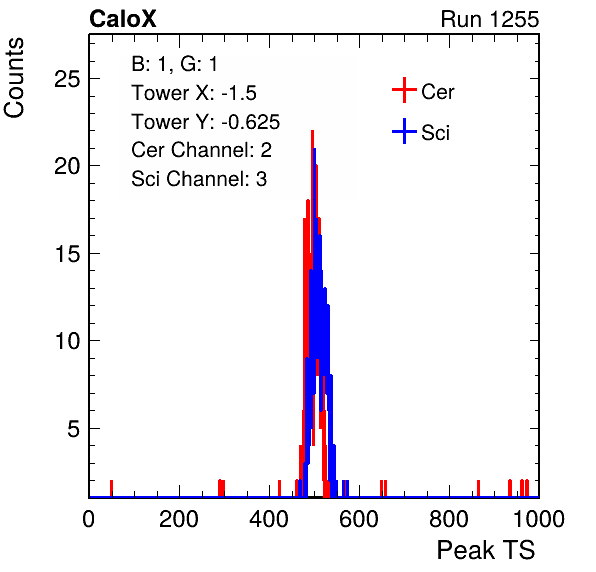 CaloX Run 1255
Counts
B: 1, G: 1
Tower X: -1.5
Tower Y: -0.625
Cer Channel: 2
Sci Channel: 3
Cer
Sci
25
20
15
10
5
0 200 400 600 800 1000
Peak TS